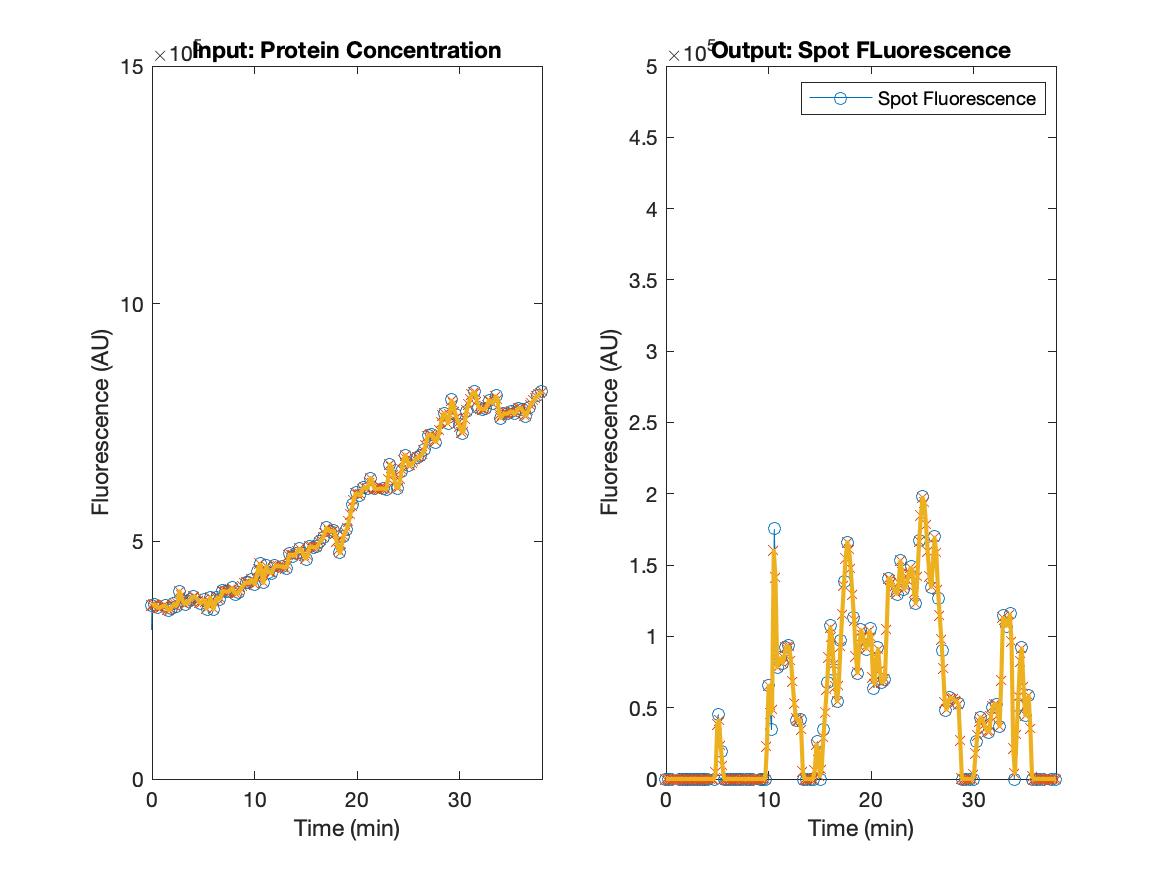 ×10⁵
Input: Protein Concentration
15
10
5
0
0 10 20 30
Time (min)
Fluorescence (AU)
×10⁵
Output: Spot FLuorescence
Spot Fluorescence
5
4.5
4
3.5
3
2.5
2
1.5
1
0.5
0
0 10 20 30
Time (min)
Fluorescence (AU)